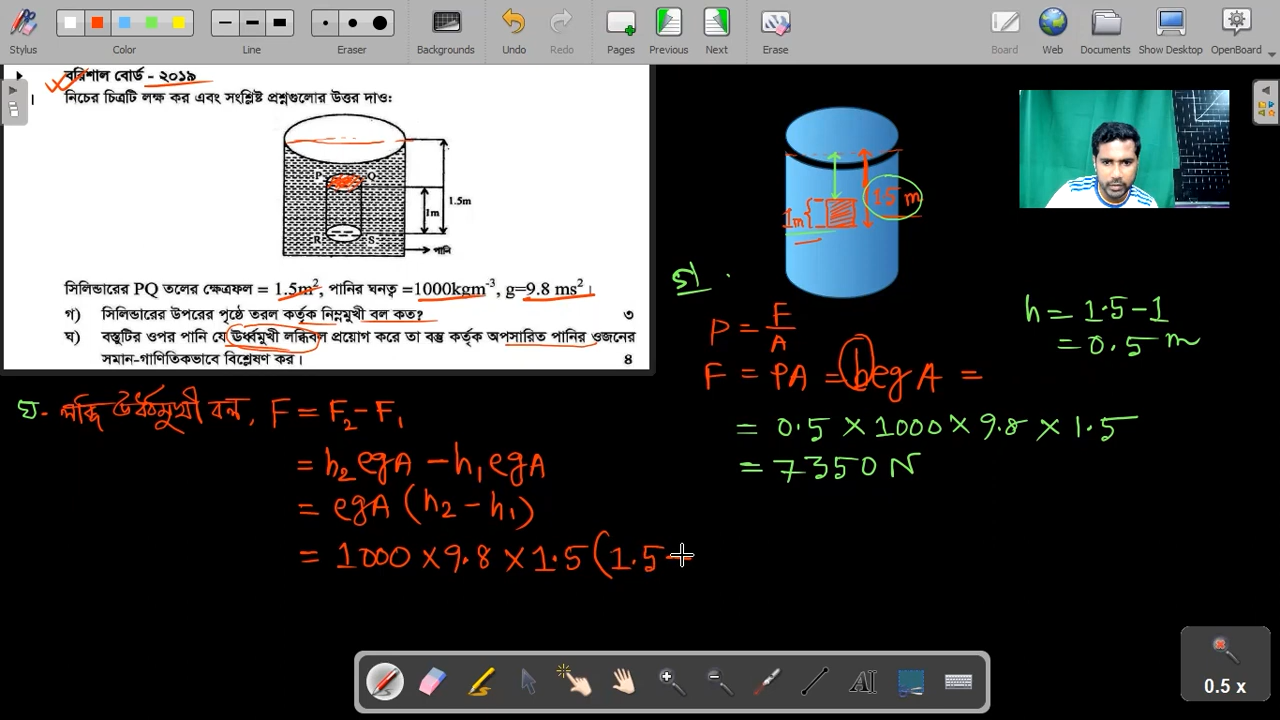 Stylus
Color
Line
Eraser
Backgrounds
Undo
Redo
Pages
Previous
Next
Erase
Board
Web
Documents
Show Desktop
OpenBoard
বরিশাল বোর্ড - ২০১৯
নিচের চিত্রটি লক্ষ কর এবং সংশ্লিষ্ট প্রশ্নগুলোর উত্তর দাও:
P
Q
1.5m
1m
R
S
পানি
সিলিন্ডারের PQ তলের ক্ষেত্রফল = 1.5m², পানির ঘনত্ব =1000kgm⁻³, g=9.8 ms²।
গ) সিলিন্ডারের উপরের পৃষ্ঠে তরল কর্তৃক নিম্নমুখী বল কত? ৩
ঘ) বস্তুটির ওপর পানি যে ঊর্ধ্বমুখী লব্ধিবল প্রয়োগ করে তা বস্তু কর্তৃক অপসারিত পানির ওজনের
সমান-গাণিতিকভাবে বিশ্লেষণ কর। 4
1m
1.5 m
গ.
P = F/A
F = PA = hρgA =
= 0.5 × 1000 × 9.8 × 1.5
= 7350 N
h = 1.5 - 1
= 0.5 m
ঘ. লব্ধি ঊর্ধ্বমুখী বল, F = F₂ - F₁
= h₂ρgA - h₁ρgA
= ρgA (h₂ - h₁)
= 1000 × 9.8 × 1.5 (1.5 -
0.5 x